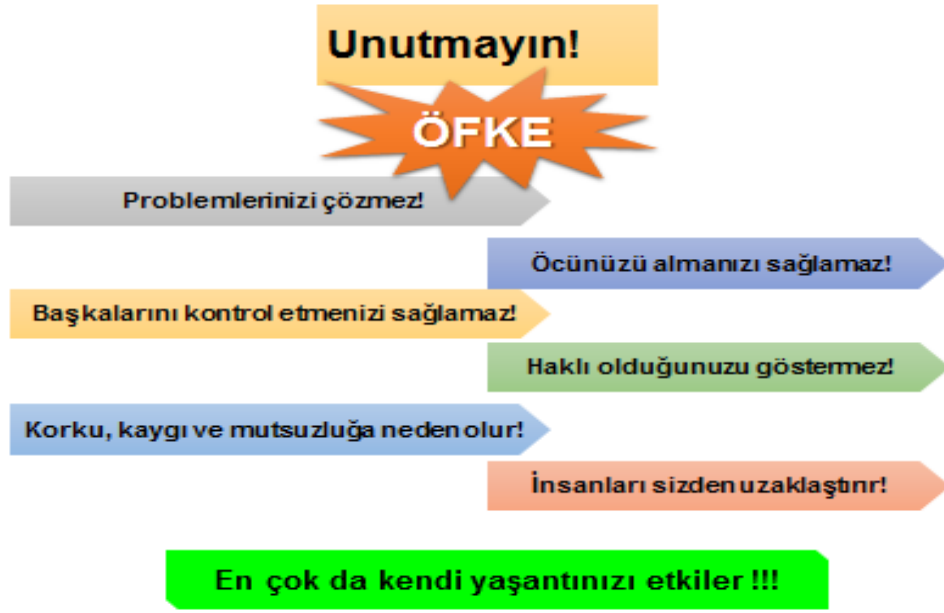 Unutmayın!
ÖFKE
Problemlerinizi çözmez!
Öcünüzü almanızı sağlamaz!
Başkalarını kontrol etmenizi sağlamaz!
Haklı olduğunuzu göstermez!
Korku, kaygı ve mutsuzluğa neden olur!
İnsanları sizden uzaklaştırır!
En çok da kendi yaşantınızı etkiler !!!